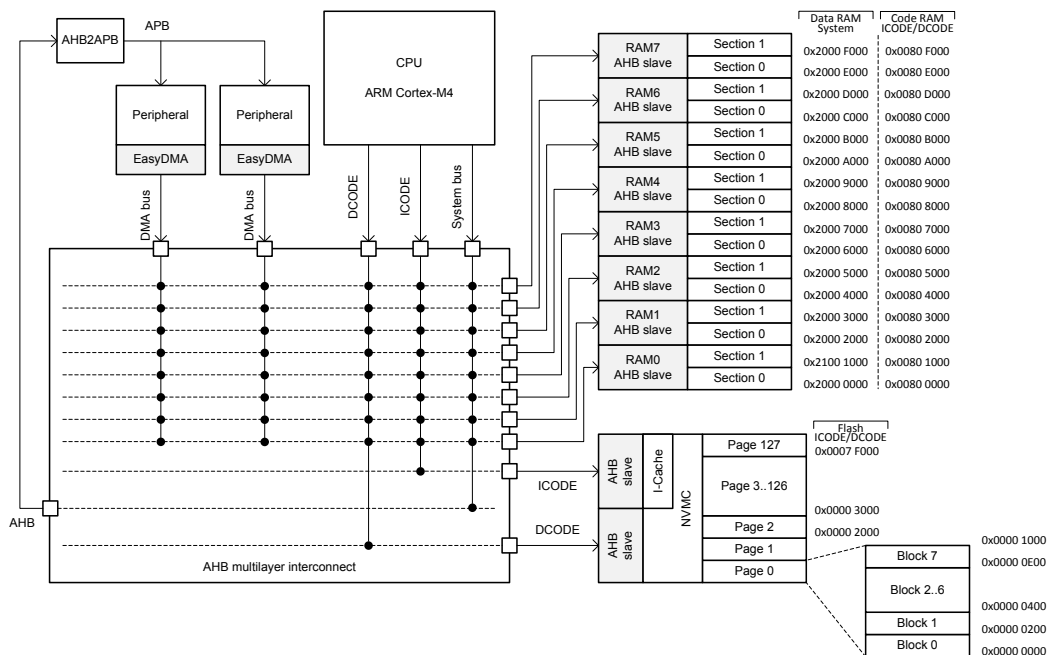 AHB2APB
APB
CPU
ARM Cortex-M4
Peripheral
EasyDMA
Peripheral
EasyDMA
DMA bus
DMA bus
DCODE
ICODE
System bus
Data RAM
System
Code RAM
ICODE/DCODE
RAM7
AHB slave
Section 1
0x2000 F000
0x0080 F000
Section 0
0x2000 E000
0x0080 E000
RAM6
AHB slave
Section 1
0x2000 D000
0x0080 D000
Section 0
0x2000 C000
0x0080 C000
RAM5
AHB slave
Section 1
0x2000 B000
0x0080 B000
Section 0
0x2000 A000
0x0080 A000
RAM4
AHB slave
Section 1
0x2000 9000
0x0080 9000
Section 0
0x2000 8000
0x0080 8000
RAM3
AHB slave
Section 1
0x2000 7000
0x0080 7000
Section 0
0x2000 6000
0x0080 6000
RAM2
AHB slave
Section 1
0x2000 5000
0x0080 5000
Section 0
0x2000 4000
0x0080 4000
RAM1
AHB slave
Section 1
0x2000 3000
0x0080 3000
Section 0
0x2000 2000
0x0080 2000
RAM0
AHB slave
Section 1
0x2100 1000
0x0080 1000
Section 0
0x2000 0000
0x0080 0000
AHB
AHB multilayer interconnect
ICODE
DCODE
AHB
slave
AHB
slave
I-Cache
NVMC
Flash
ICODE/DCODE
Page 127
0x0007 F000
Page 3..126
0x0000 3000
Page 2
0x0000 2000
Page 1
Page 0
0x0000 1000
Block 7
0x0000 0E00
Block 2..6
0x0000 0400
Block 1
0x0000 0200
Block 0
0x0000 0000